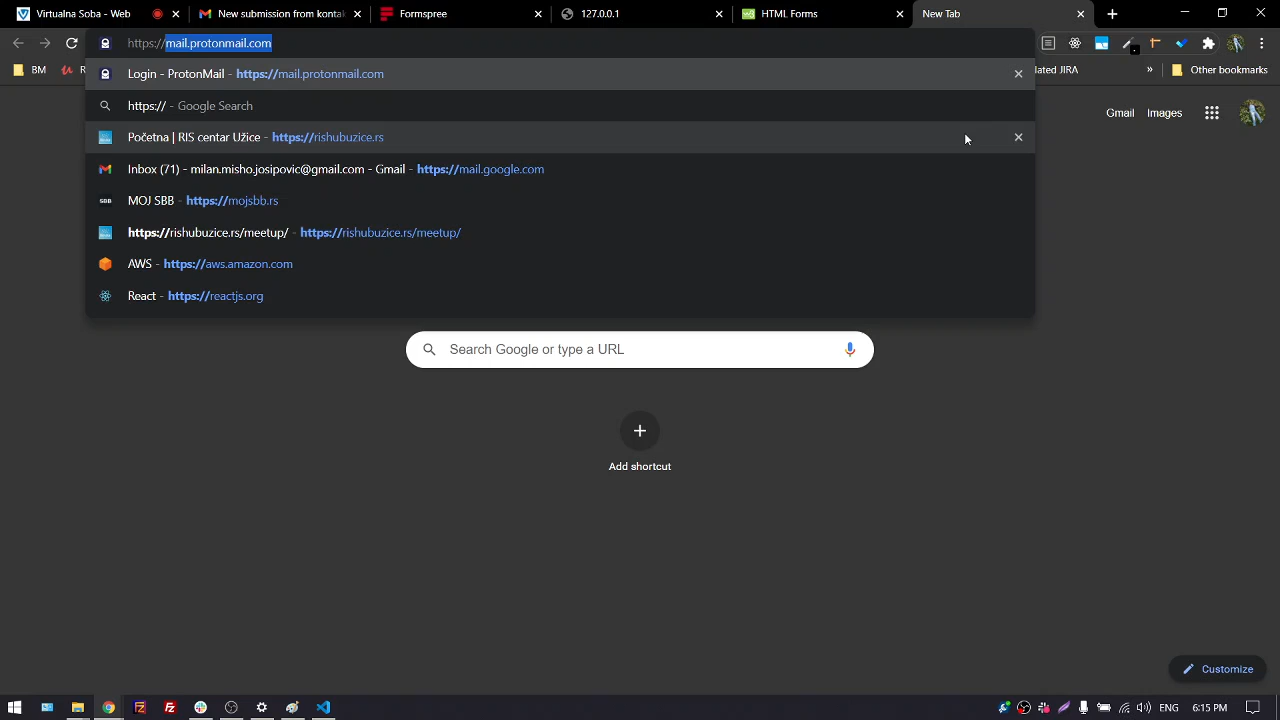 Virtualna Soba - Web
New submission from kontak
Formspree
127.0.0.1
HTML Forms
New Tab
https://mail.protonmail.com
BM
lated JIRA
»
Other bookmarks
Login - ProtonMail - https://mail.protonmail.com
https:// - Google Search
Početna | RIS centar Užice - https://rishubuzice.rs
Inbox (71) - milan.misho.josipovic@gmail.com - Gmail - https://mail.google.com
SBB MOJ SBB - https://mojsbb.rs
https://rishubuzice.rs/meetup/ - https://rishubuzice.rs/meetup/
AWS - https://aws.amazon.com
React - https://reactjs.org
Gmail Images
Search Google or type a URL
Add shortcut
Customize
ENG 6:15 PM